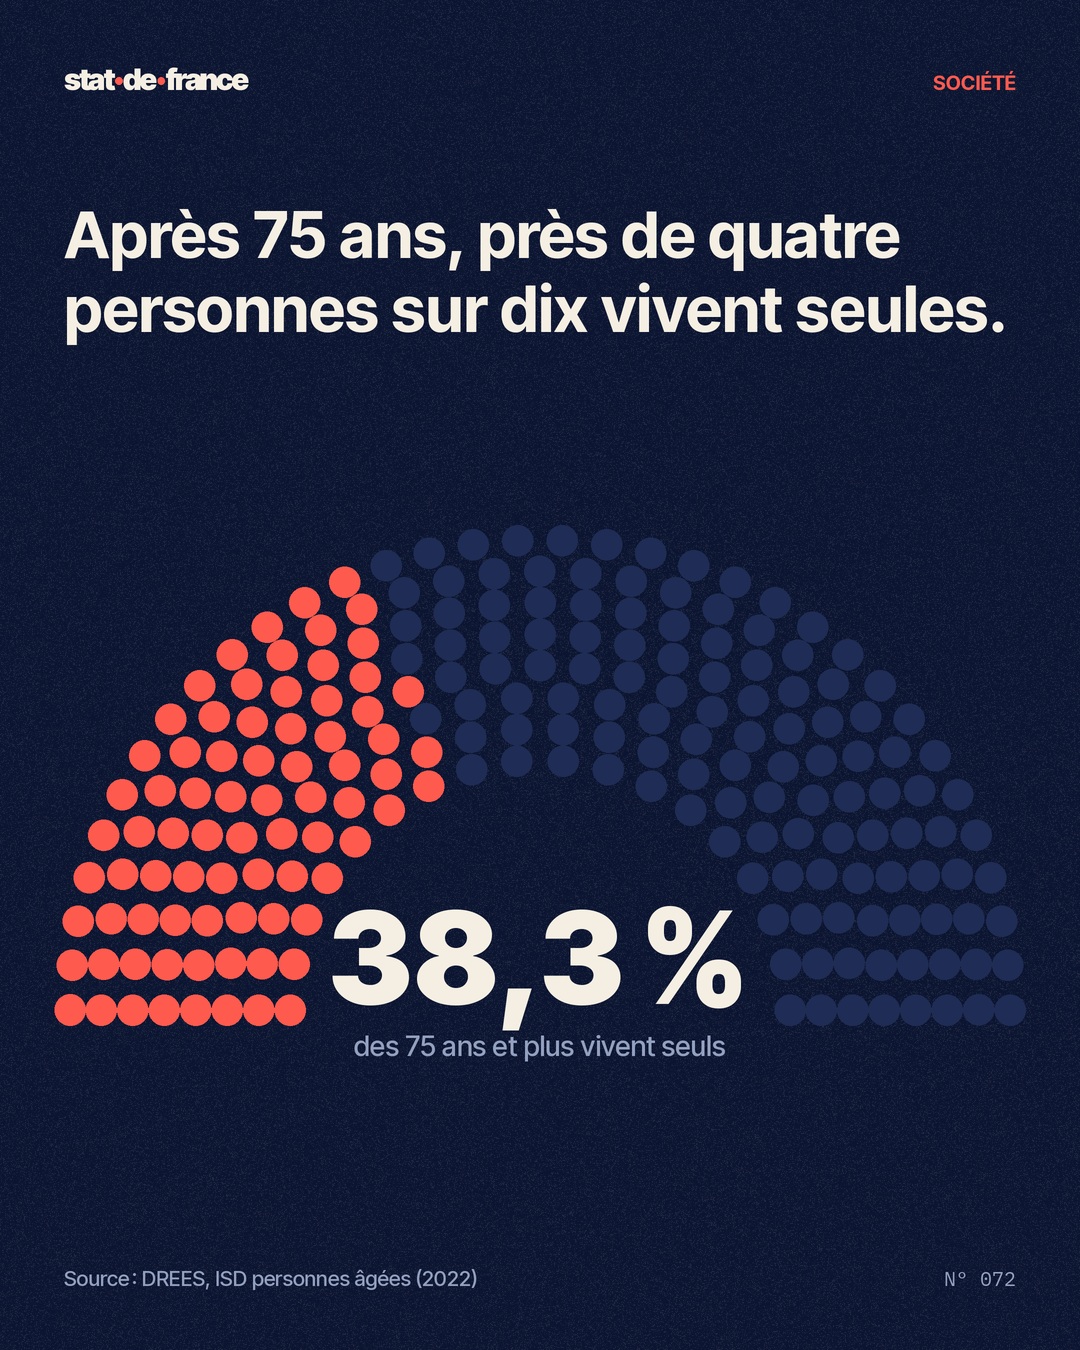 stat•de•france
SOCIÉTÉ
Après 75 ans, près de quatre
personnes sur dix vivent seules.
38,3 %
des 75 ans et plus vivent seuls
Source : DREES, ISD personnes âgées (2022)
N° 072